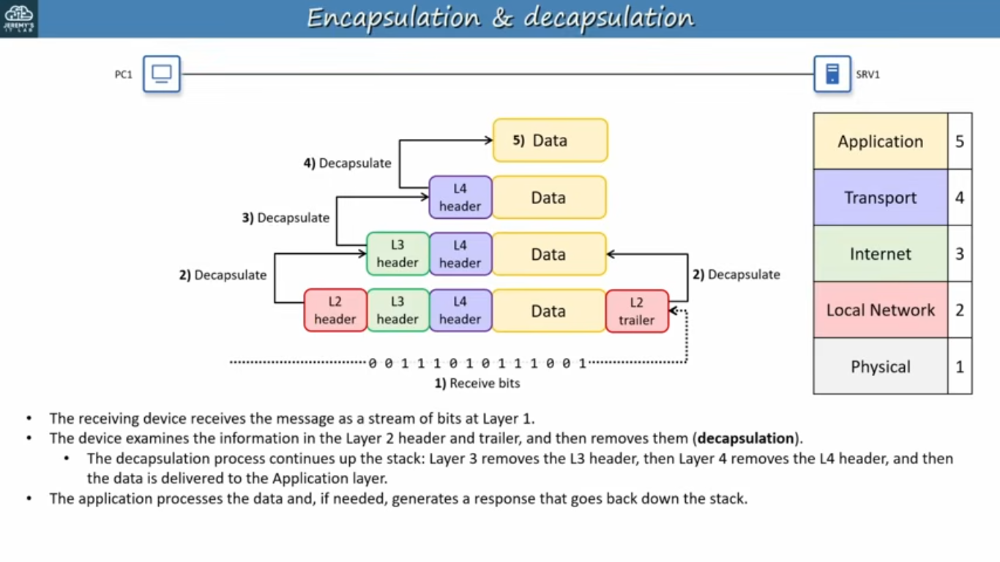 JEREMY'S
IT LAB
Encapsulation & decapsulation
PC1
SRV1
5) Data
4) Decapsulate
L4
header
Data
3) Decapsulate
L3
header
L4
header
Data
2) Decapsulate
2) Decapsulate
L2
header
L3
header
L4
header
Data
L2
trailer
0 0 1 1 1 0 1 0 1 1 1 0 0 1
1) Receive bits
Application 5
Transport 4
Internet 3
Local Network 2
Physical 1
• The receiving device receives the message as a stream of bits at Layer 1.
• The device examines the information in the Layer 2 header and trailer, and then removes them (decapsulation).
• The decapsulation process continues up the stack: Layer 3 removes the L3 header, then Layer 4 removes the L4 header, and then
the data is delivered to the Application layer.
• The application processes the data and, if needed, generates a response that goes back down the stack.